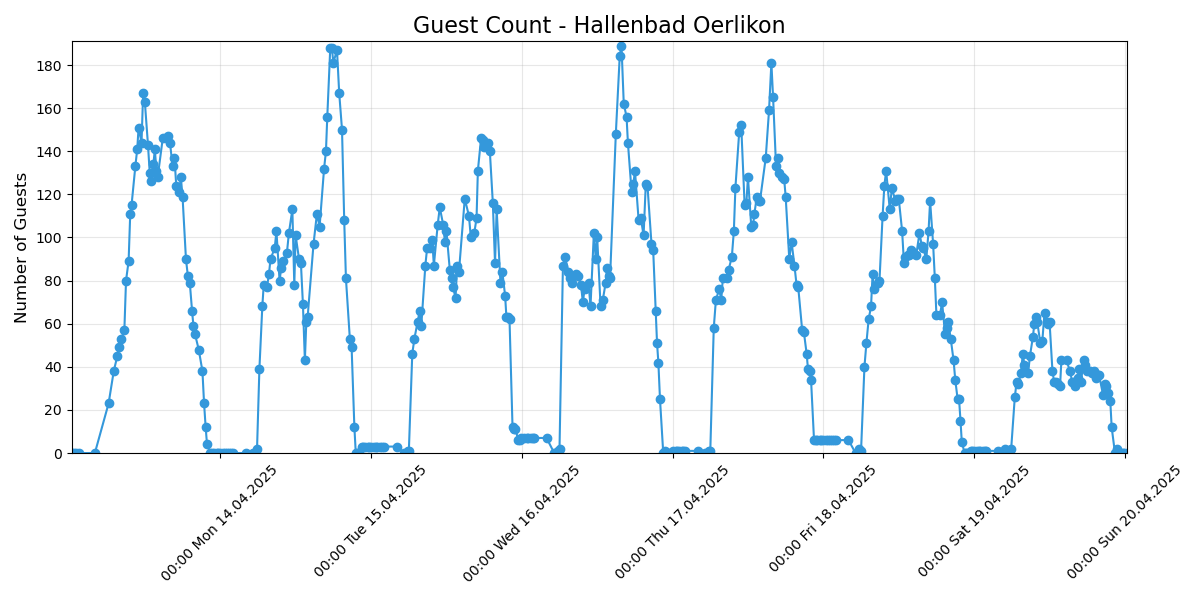 Guest Count - Hallenbad Oerlikon
Number of Guests
180
160
140
120
100
80
60
40
20
0
00:00 Mon 14.04.2025
00:00 Tue 15.04.2025
00:00 Wed 16.04.2025
00:00 Thu 17.04.2025
00:00 Fri 18.04.2025
00:00 Sat 19.04.2025
00:00 Sun 20.04.2025